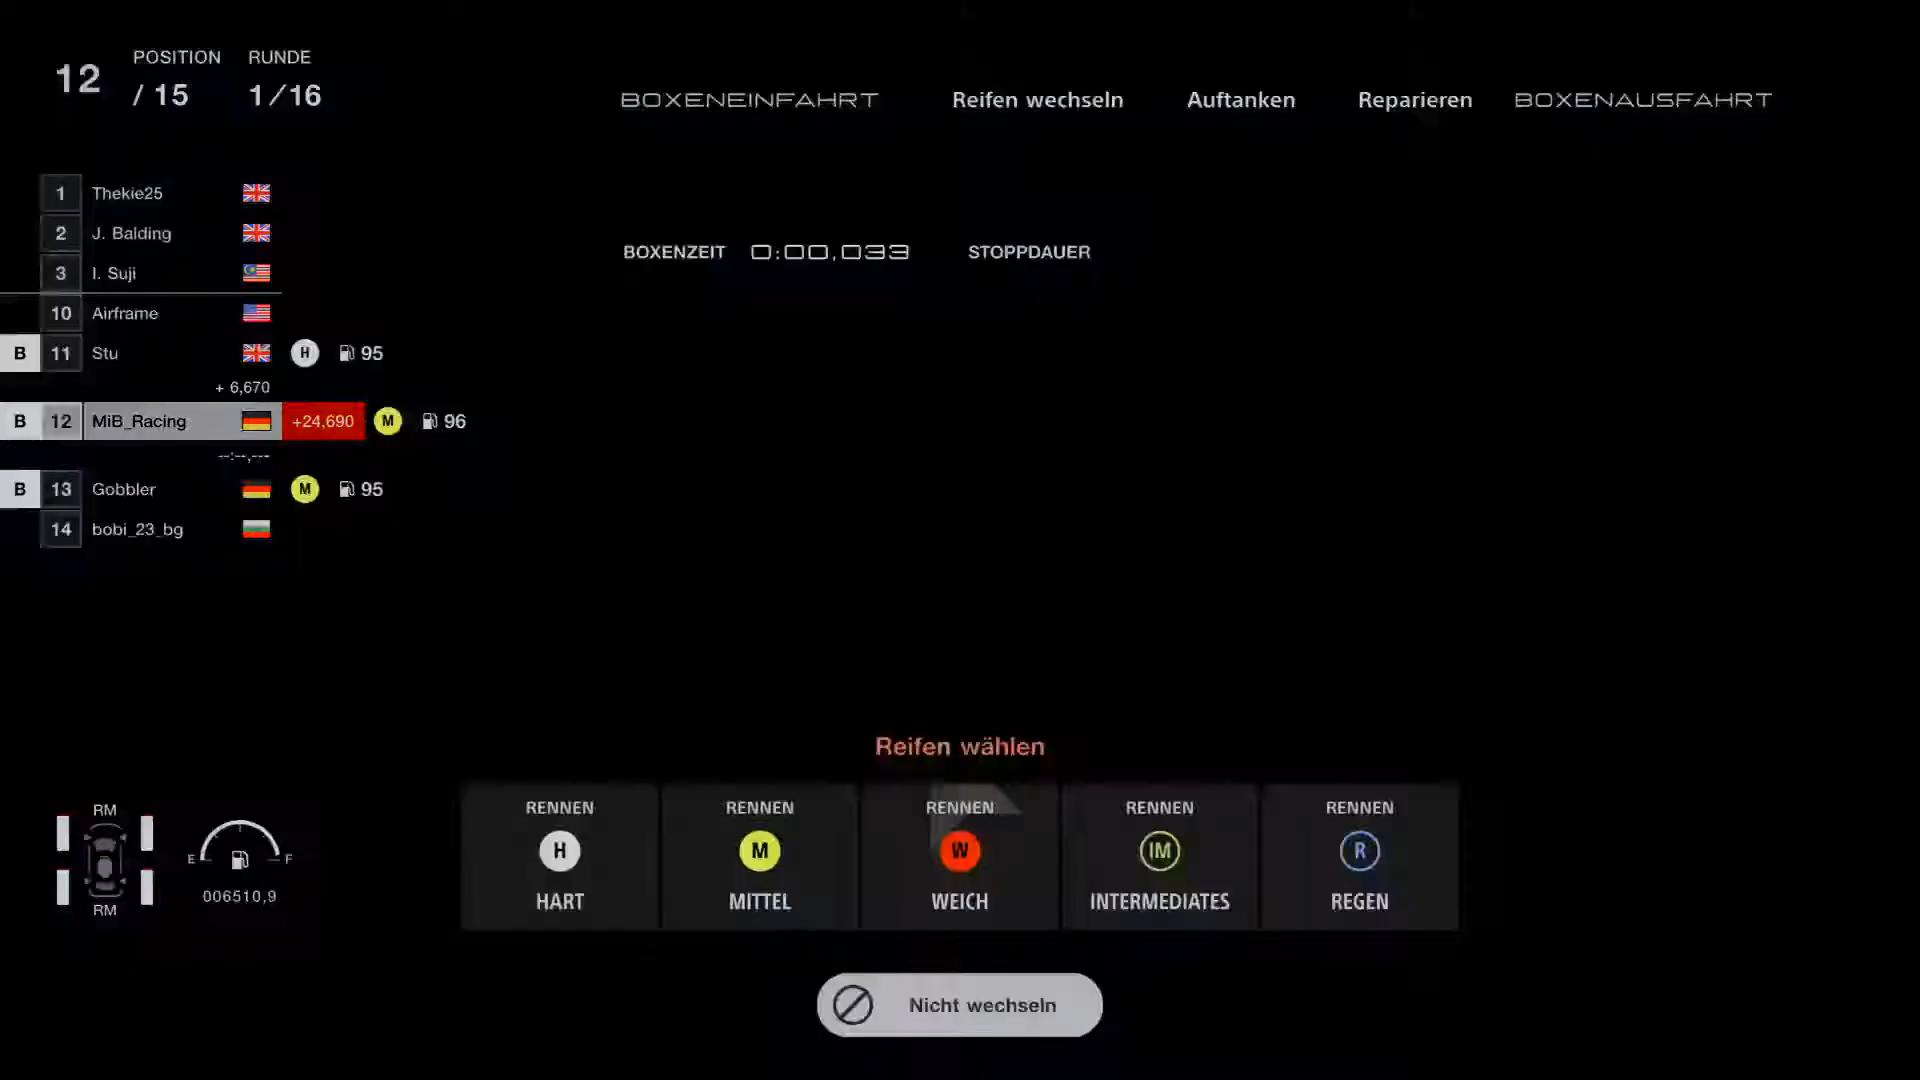 12 POSITION / 15 RUNDE 1/16
BOXENEINFAHRT Reifen wechseln Auftanken Reparieren BOXENAUSFAHRT
1 Thekie25
2 J. Balding
3 I. Suji
10 Airframe
B 11 Stu H 95
+ 6,670
B 12 MiB_Racing +24,690 M 96
--:--,---
B 13 Gobbler M 95
14 bobi_23_bg
BOXENZEIT 0:00,033 STOPPDAUER
Reifen wählen
RENNEN H HART
RENNEN M MITTEL
RENNEN W WEICH
RENNEN IM INTERMEDIATES
RENNEN R REGEN
Nicht wechseln
RM
RM
E F
006510,9